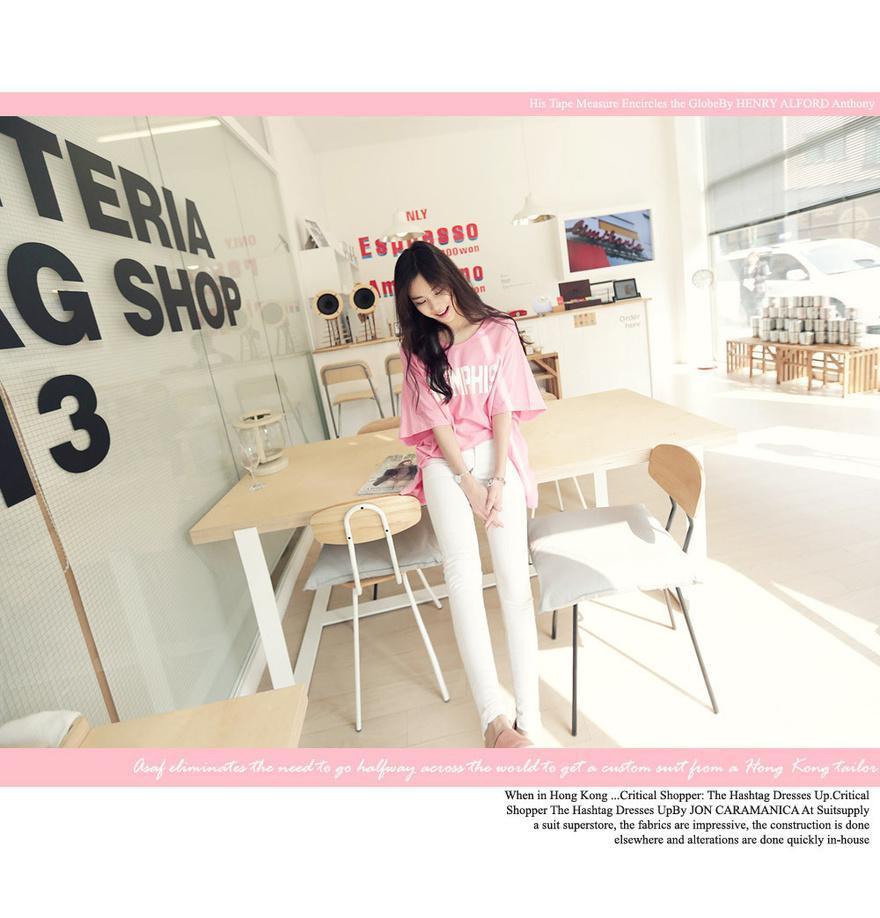 His Tape Measure Encircles the GlobeBy HENRY ALFORD Anthony
TERIA
AG SHOP
13
NLY
Espresso
ONLY
Order
here
Asaf eliminates the need to go halfway across the world to get a custom suit from a Hong Kong tailor
When in Hong Kong ...Critical Shopper: The Hashtag Dresses Up.Critical
Shopper The Hashtag Dresses UpBy JON CARAMANICA At Suitsupply
a suit superstore, the fabrics are impressive, the construction is done
elsewhere and alterations are done quickly in-house